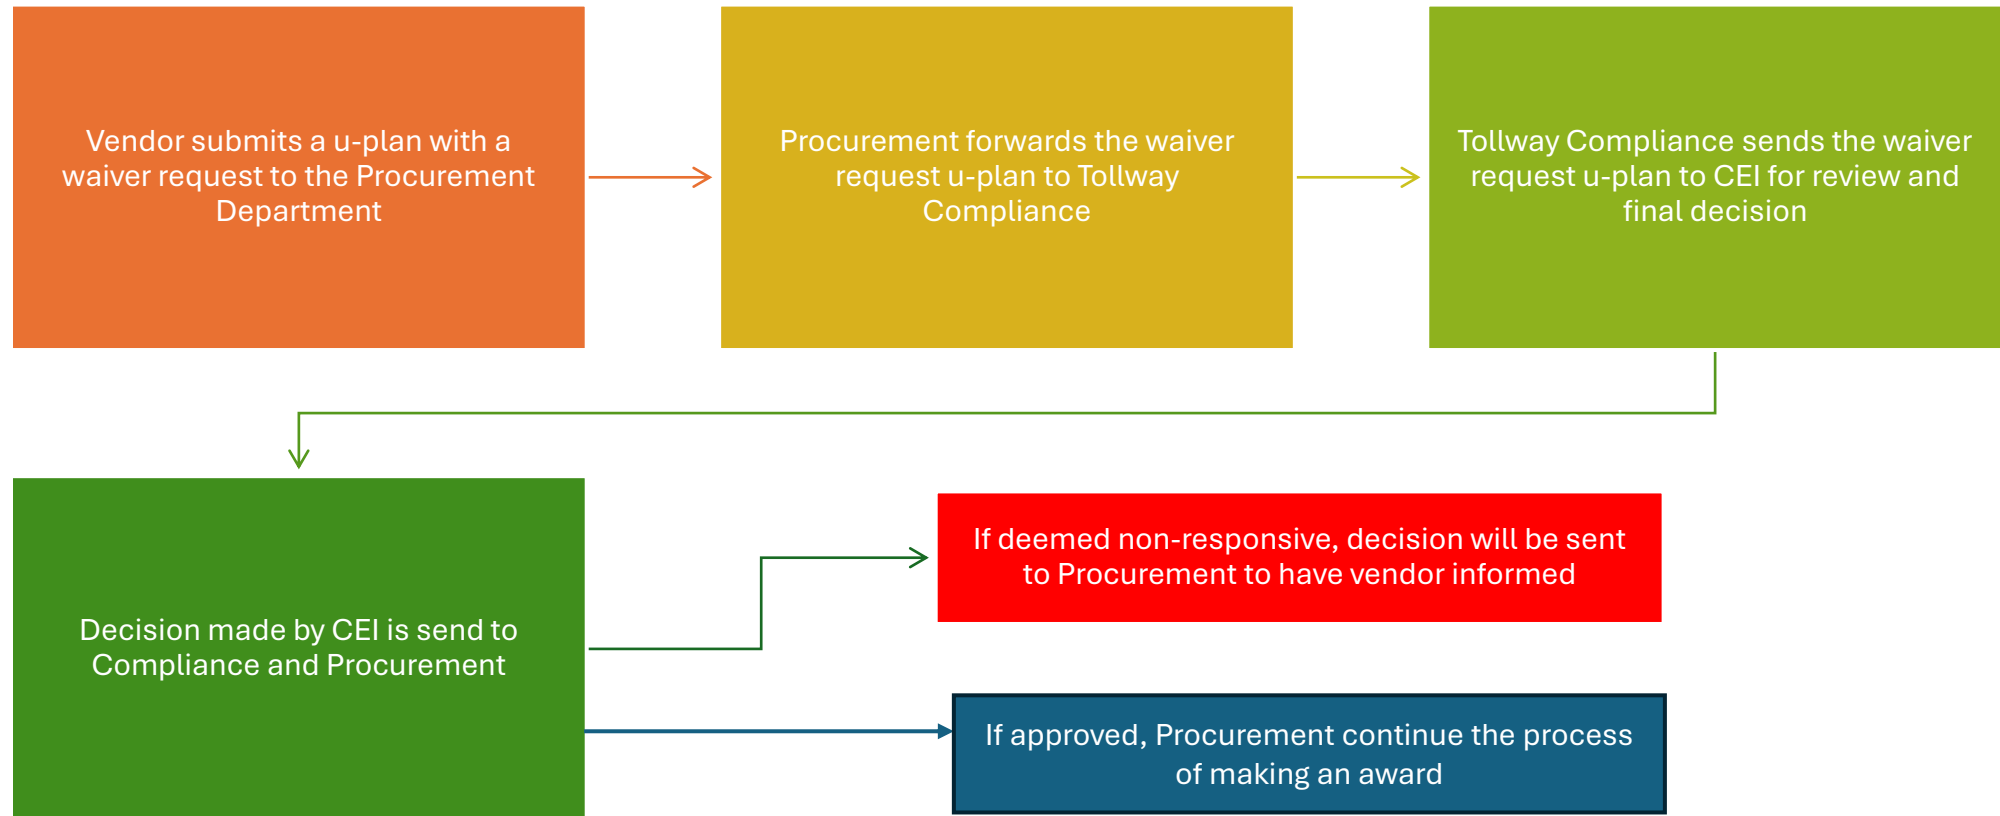 Vendor submits a u-plan with a
waiver request to the Procurement
Department
Procurement forwards the waiver
request u-plan to Tollway
Compliance
Tollway Compliance sends the waiver
request u-plan to CEI for review and
final decision
Decision made by CEI is send to
Compliance and Procurement
If deemed non-responsive, decision will be sent
to Procurement to have vendor informed
If approved, Procurement continue the process
of making an award